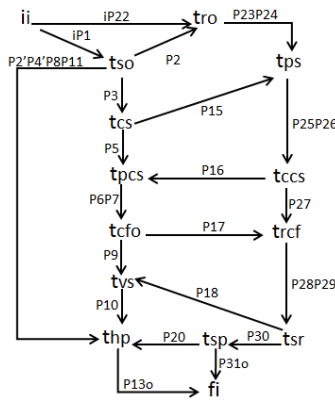 ii iP22 tro P23P24
iP1
P2'P4'P8P11 tso P2 tps
P3
tcs P15
P5 P25P26
tpcs P16 tccs
P6P7 P27
tcfo P17 trcf
P9
tvs P18 P28P29
P10
thp P20 tsp P30 tsr
P13o P31o
fi